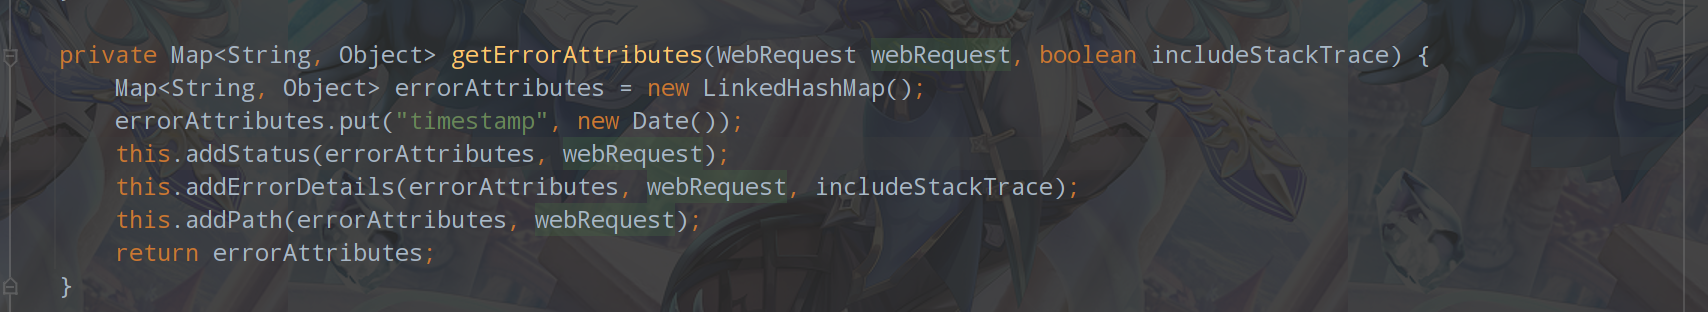 private Map<String, Object> getErrorAttributes(WebRequest webRequest, boolean includeStackTrace) {
Map<String, Object> errorAttributes = new LinkedHashMap();
errorAttributes.put("timestamp", new Date());
this.addStatus(errorAttributes, webRequest);
this.addErrorDetails(errorAttributes, webRequest, includeStackTrace);
this.addPath(errorAttributes, webRequest);
return errorAttributes;
}